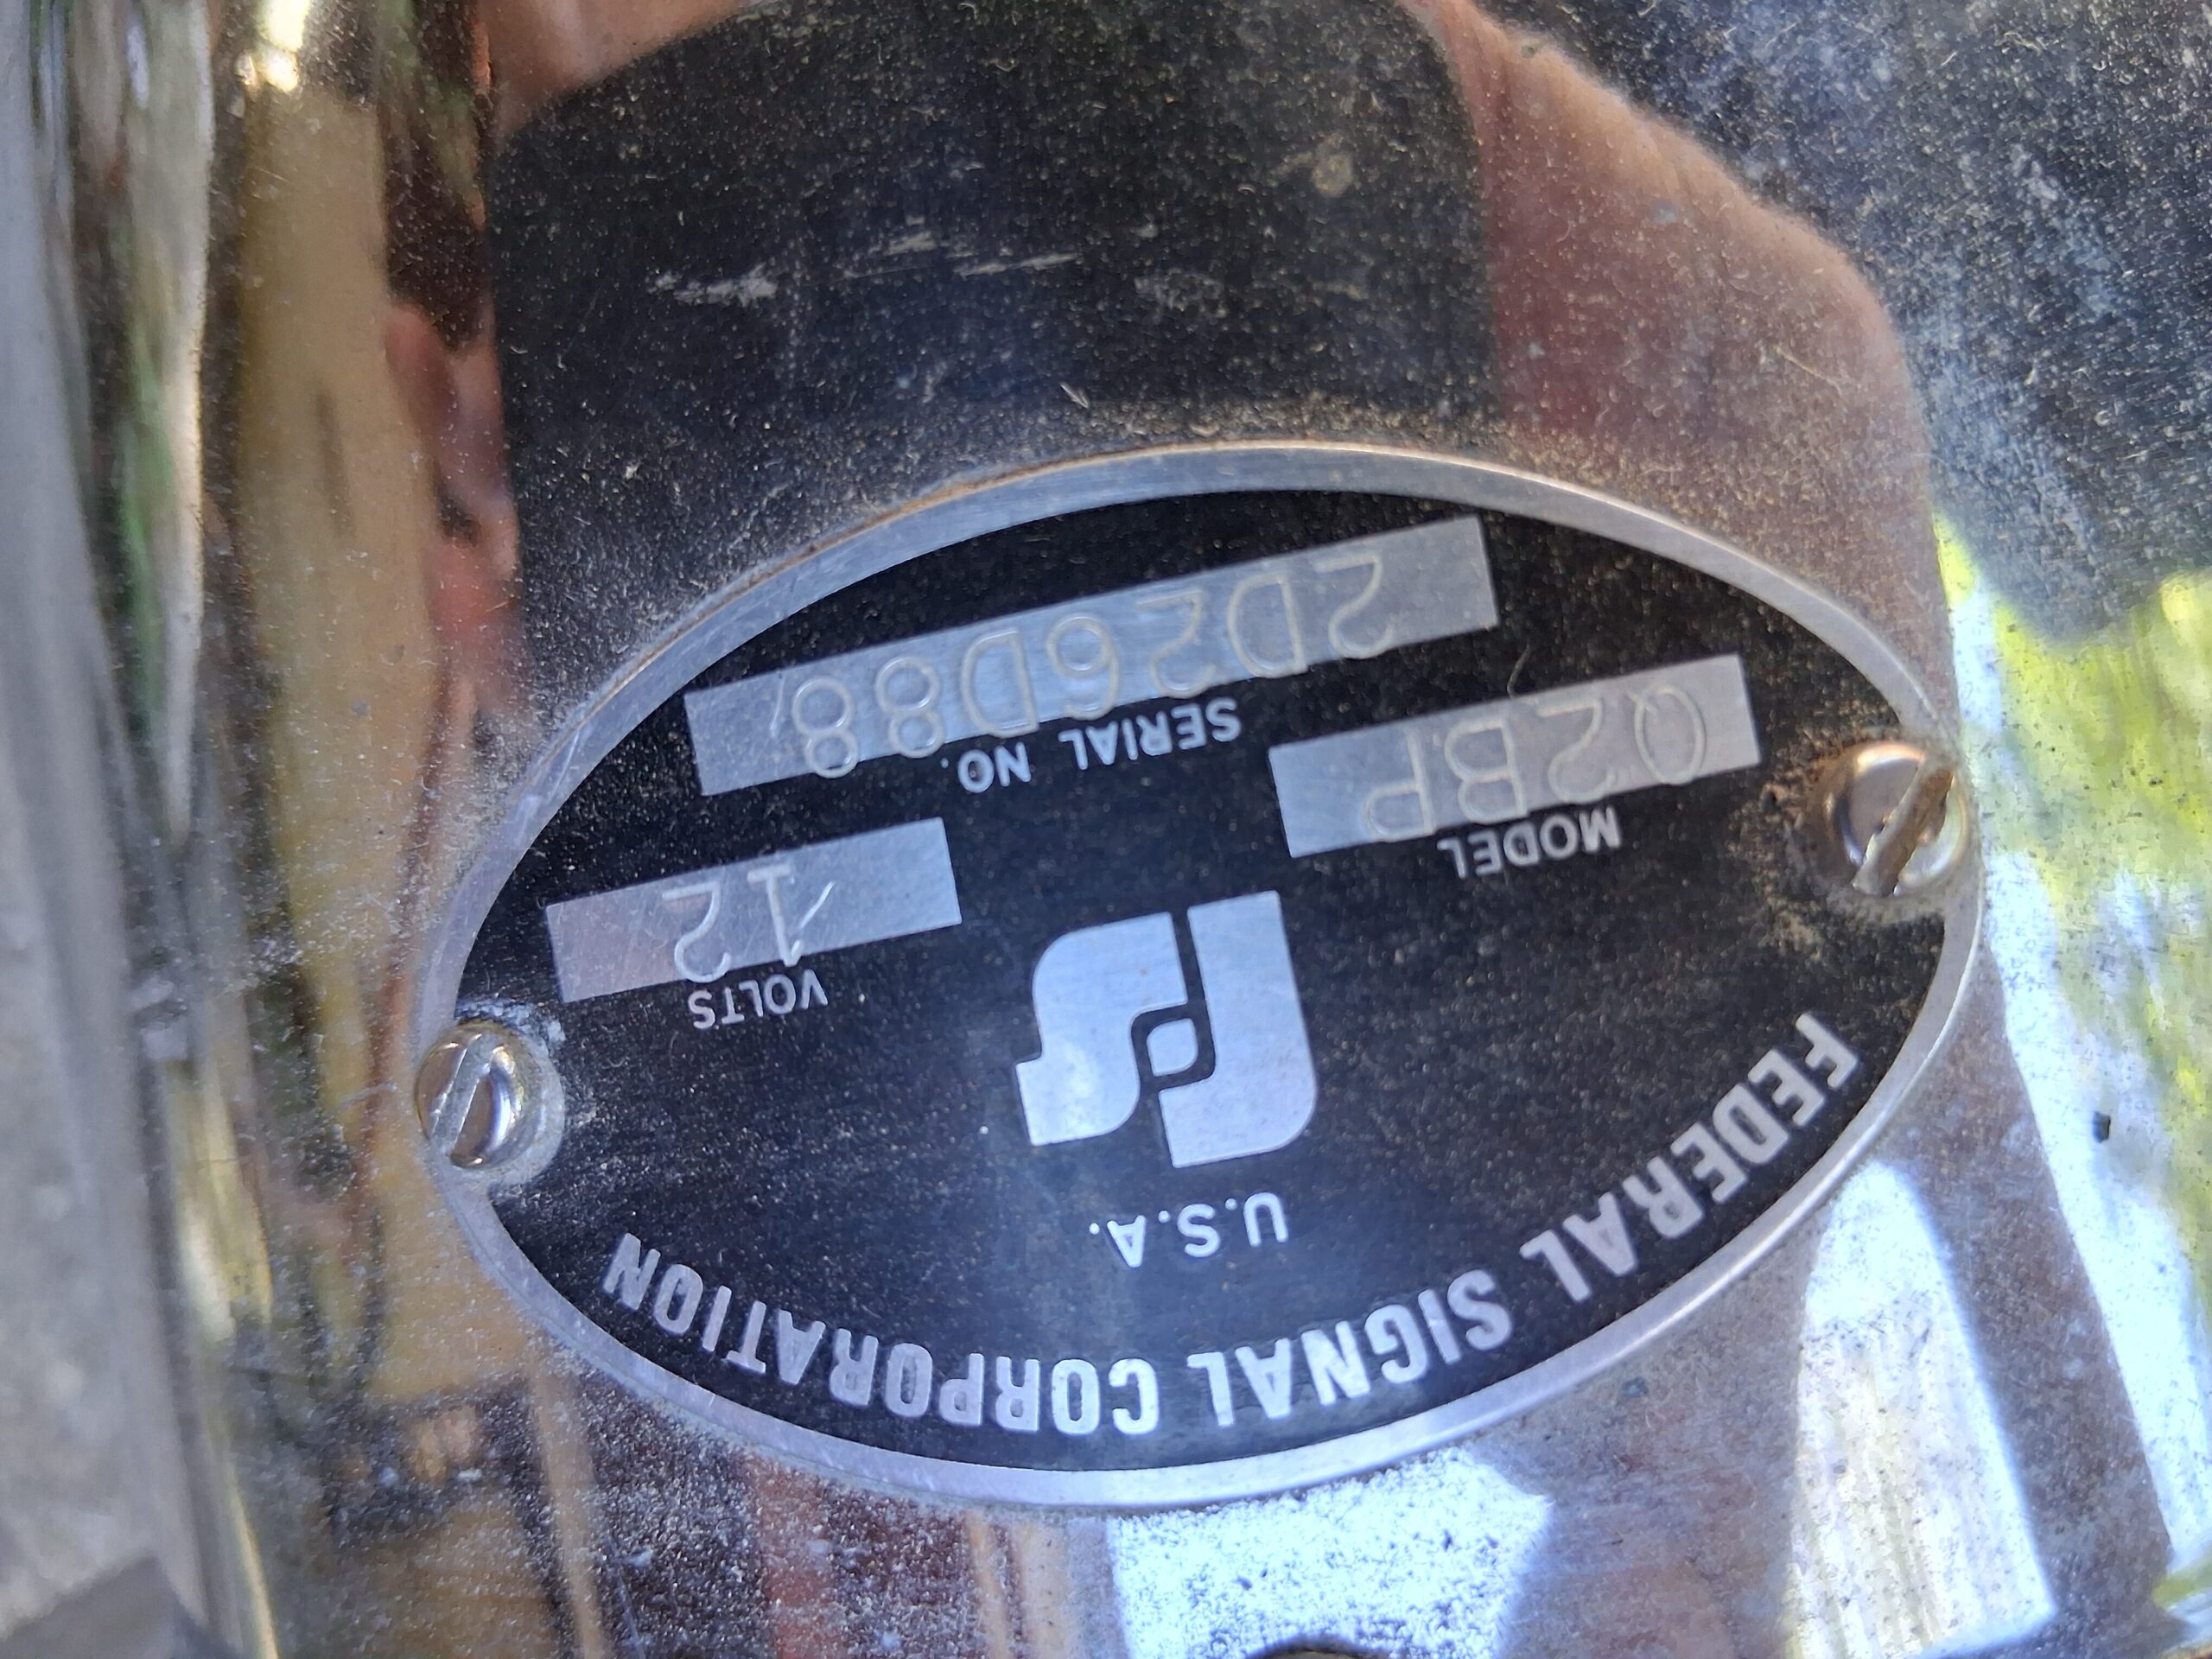 FEDERAL SIGNAL CORPORATION
U.S.A.
MODEL
Q2BP
VOLTS
12
SERIAL NO.
2D26D88